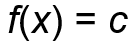 f(x) = c